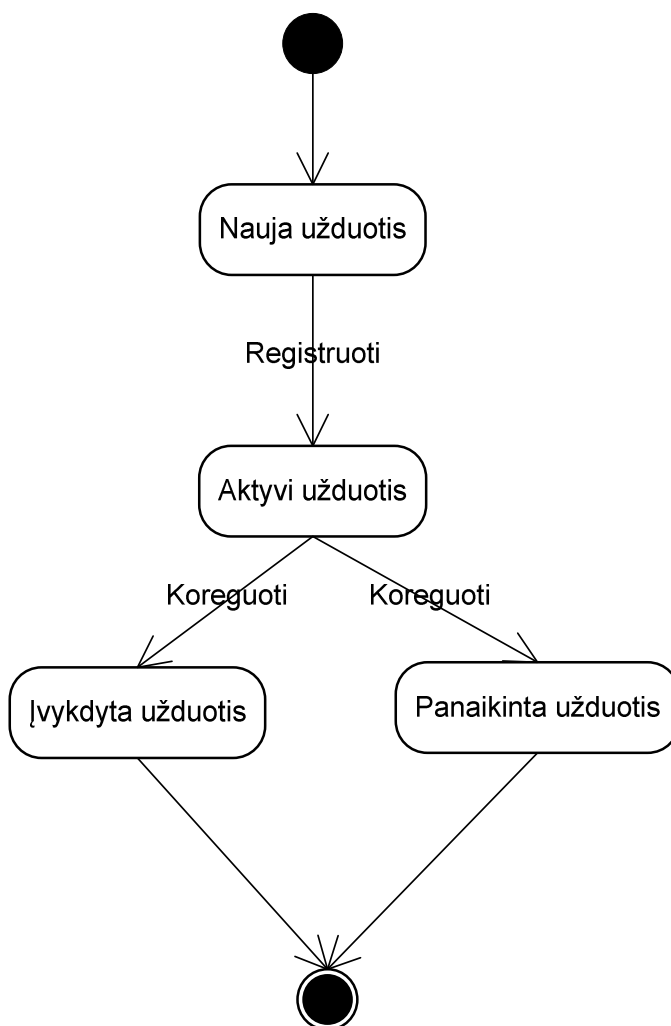 Nauja užduotis
Registruoti
Aktyvi užduotis
Koreguoti
Koreguoti
Įvykdyta užduotis
Panaikinta užduotis